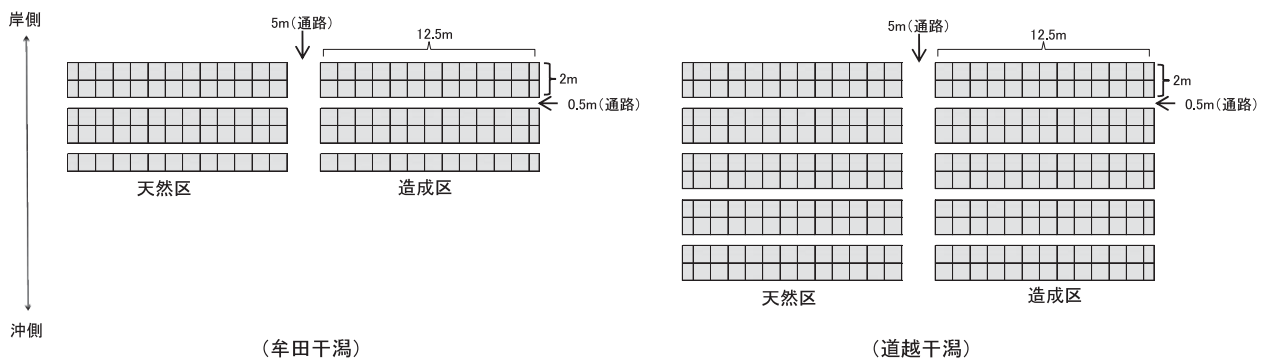 岸側
沖側
5m(通路)
12.5m
2m
0.5m(通路)
天然区
造成区
(牟田干潟)
5m(通路)
12.5m
2m
0.5m(通路)
天然区
造成区
(道越干潟)